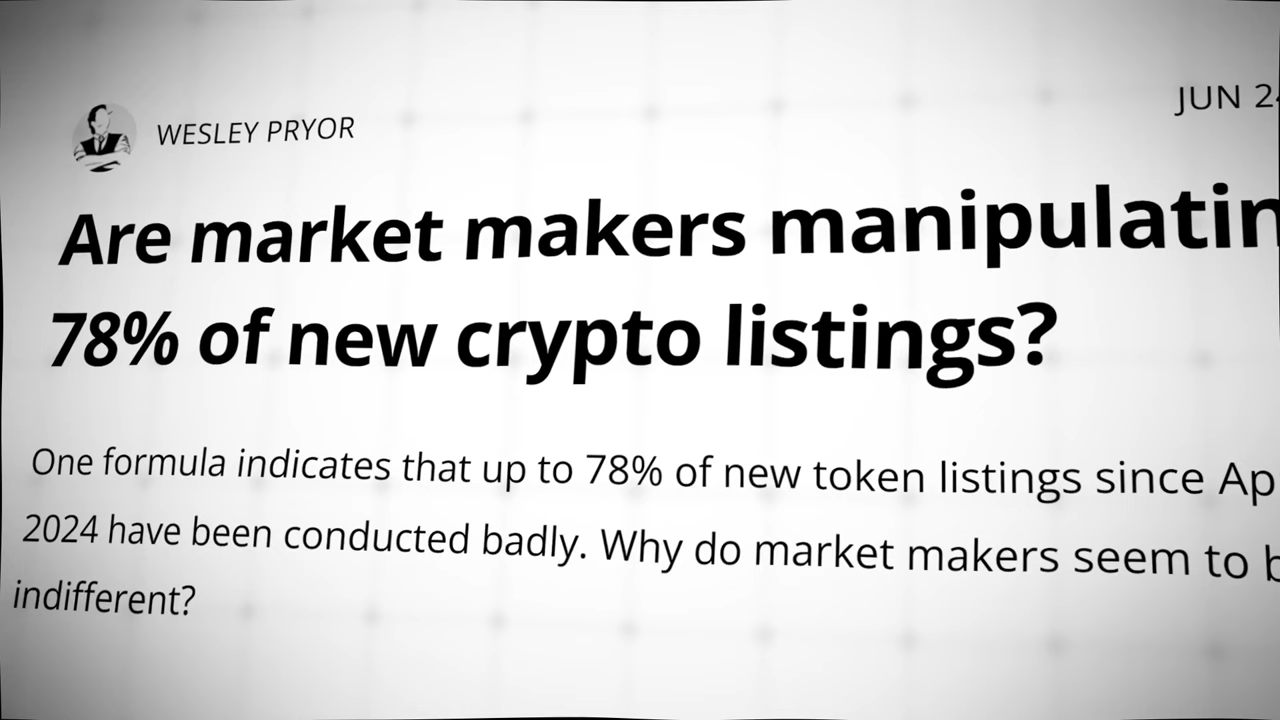 WESLEY PRYOR
JUN 24
Are market makers manipulatin
78% of new crypto listings?
One formula indicates that up to 78% of new token listings since Ap
2024 have been conducted badly. Why do market makers seem to b
indifferent?